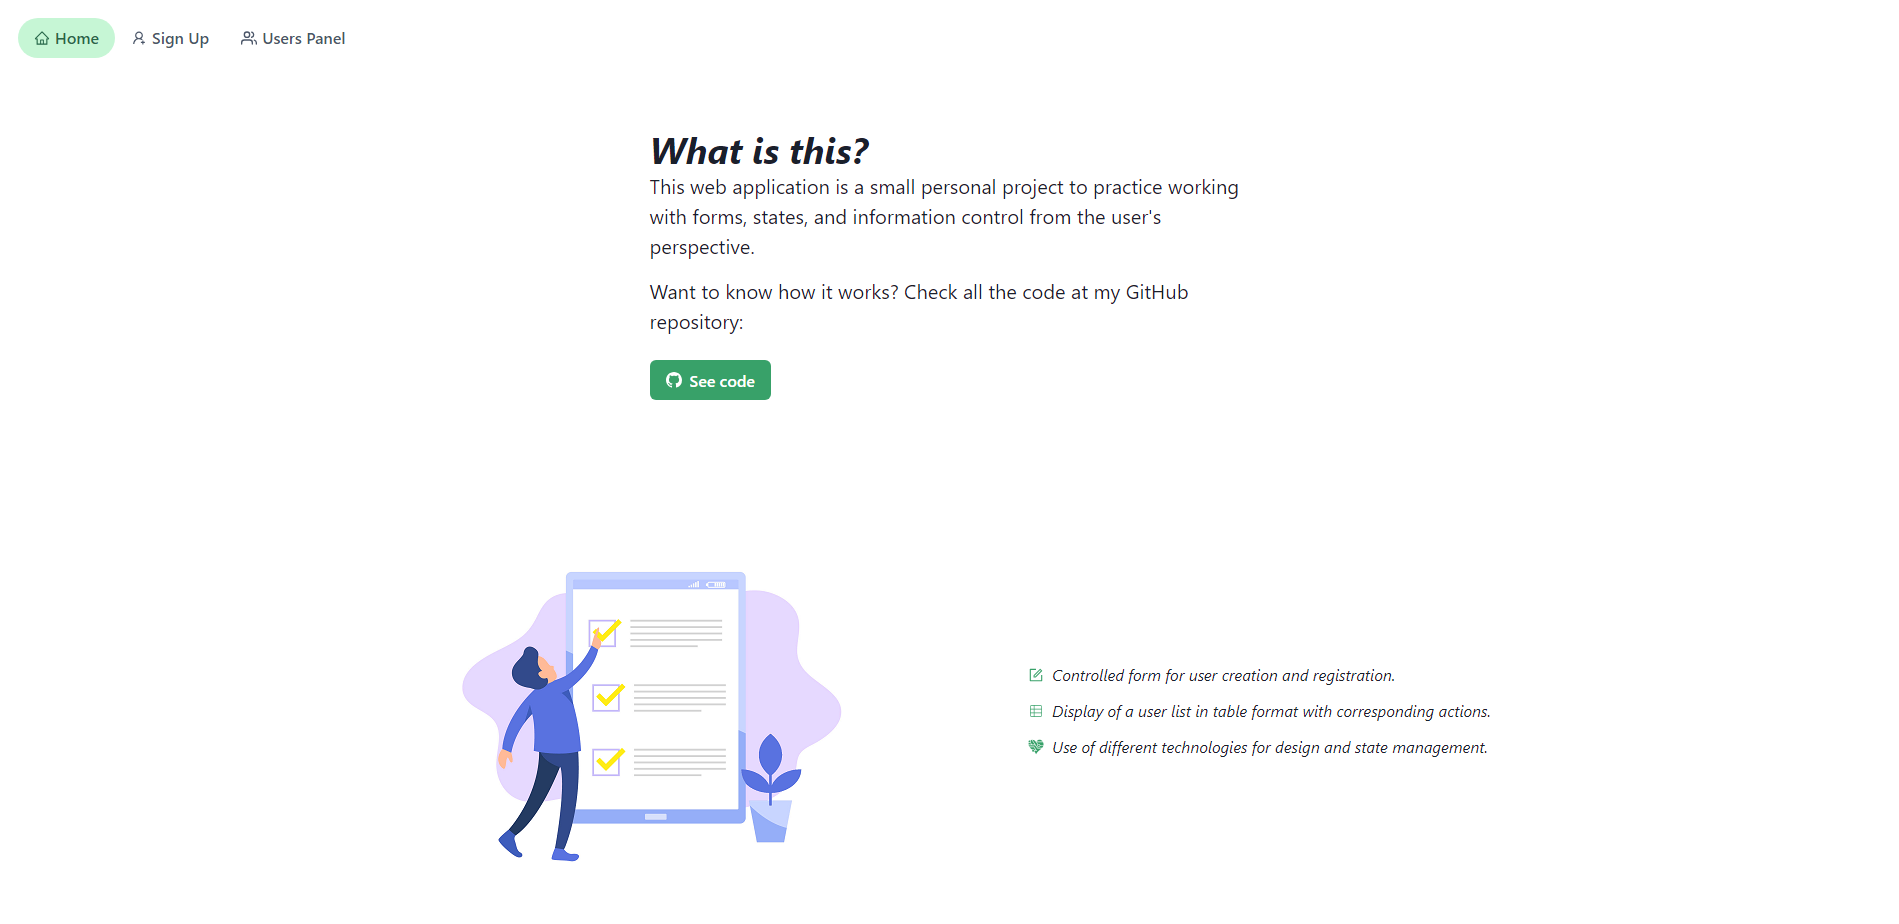 Home
Sign Up
Users Panel
What is this?
This web application is a small personal project to practice working
with forms, states, and information control from the user's
perspective.
Want to know how it works? Check all the code at my GitHub
repository:
See code
Controlled form for user creation and registration.
Display of a user list in table format with corresponding actions.
Use of different technologies for design and state management.